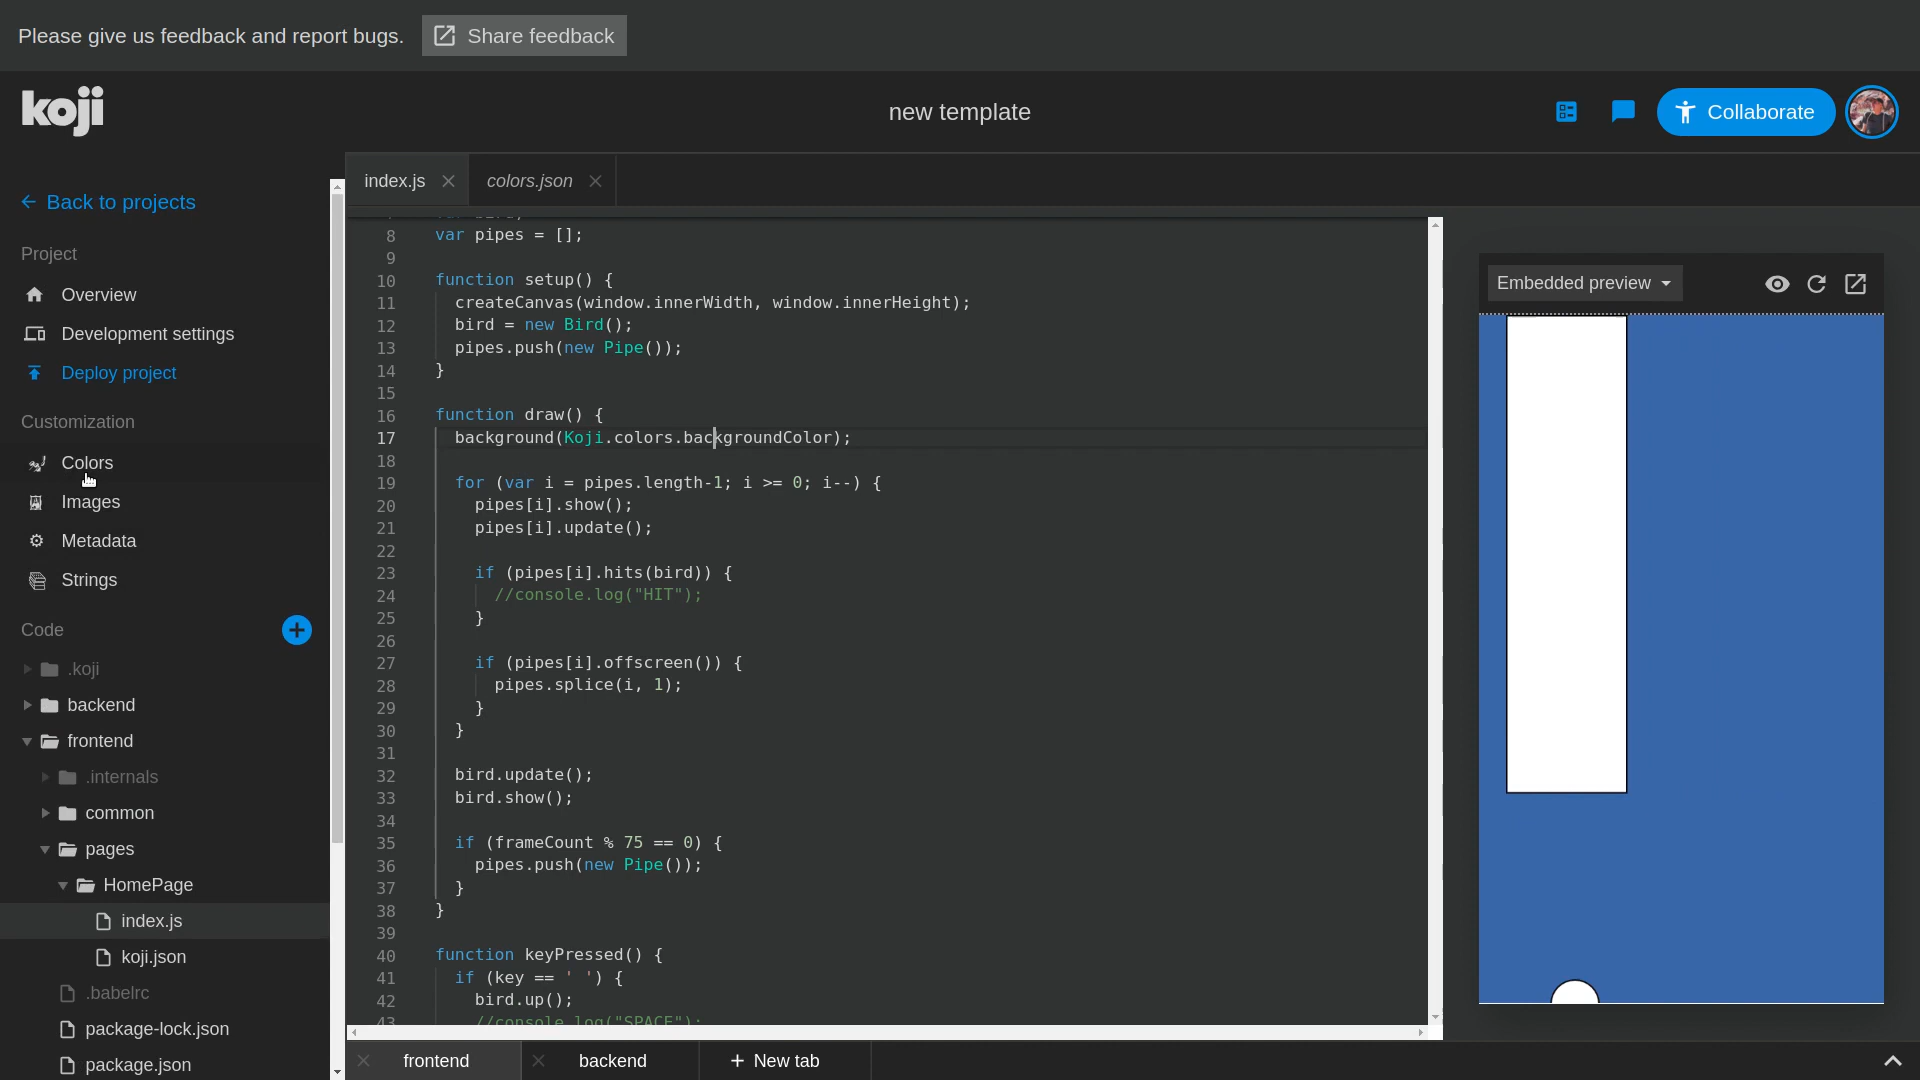 Please give us feedback and report bugs. Share feedback
koji
new template
Collaborate
Back to projects
Project
Overview
Development settings
Deploy project
Customization
Colors
Images
Metadata
Strings
Code
.koji
backend
frontend
.internals
common
pages
HomePage
index.js
koji.json
.babelrc
package-lock.json
package.json
index.js
colors.json
8 var pipes = [];
9
10 function setup() {
11 createCanvas(window.innerWidth, window.innerHeight);
12 bird = new Bird();
13 pipes.push(new Pipe());
14 }
15
16 function draw() {
17 background(Koji.colors.backgroundColor);
18
19 for (var i = pipes.length-1; i >= 0; i--) {
20 pipes[i].show();
21 pipes[i].update();
22
23 if (pipes[i].hits(bird)) {
24 //console.log("HIT");
25 }
26
27 if (pipes[i].offscreen()) {
28 pipes.splice(i, 1);
29 }
30 }
31
32 bird.update();
33 bird.show();
34
35 if (frameCount % 75 == 0) {
36 pipes.push(new Pipe());
37 }
38 }
39
40 function keyPressed() {
41 if (key == ' ') {
42 bird.up();
43 //console.log("SPACE");
Embedded preview
frontend
backend
+ New tab